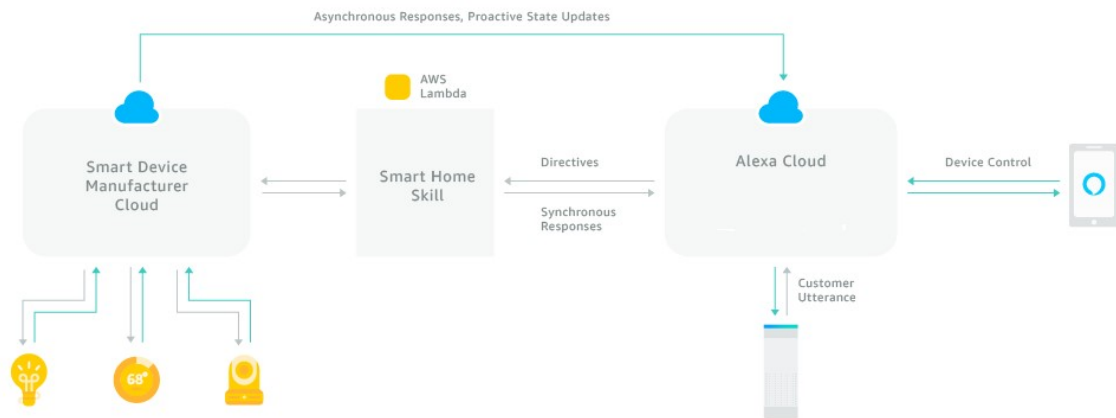 Asynchronous Responses, Proactive State Updates
AWS
Lambda
Smart Device
Manufacturer
Cloud
Smart Home
Skill
Directives
Synchronous
Responses
Alexa Cloud
Device Control
Customer
Utterance
68°